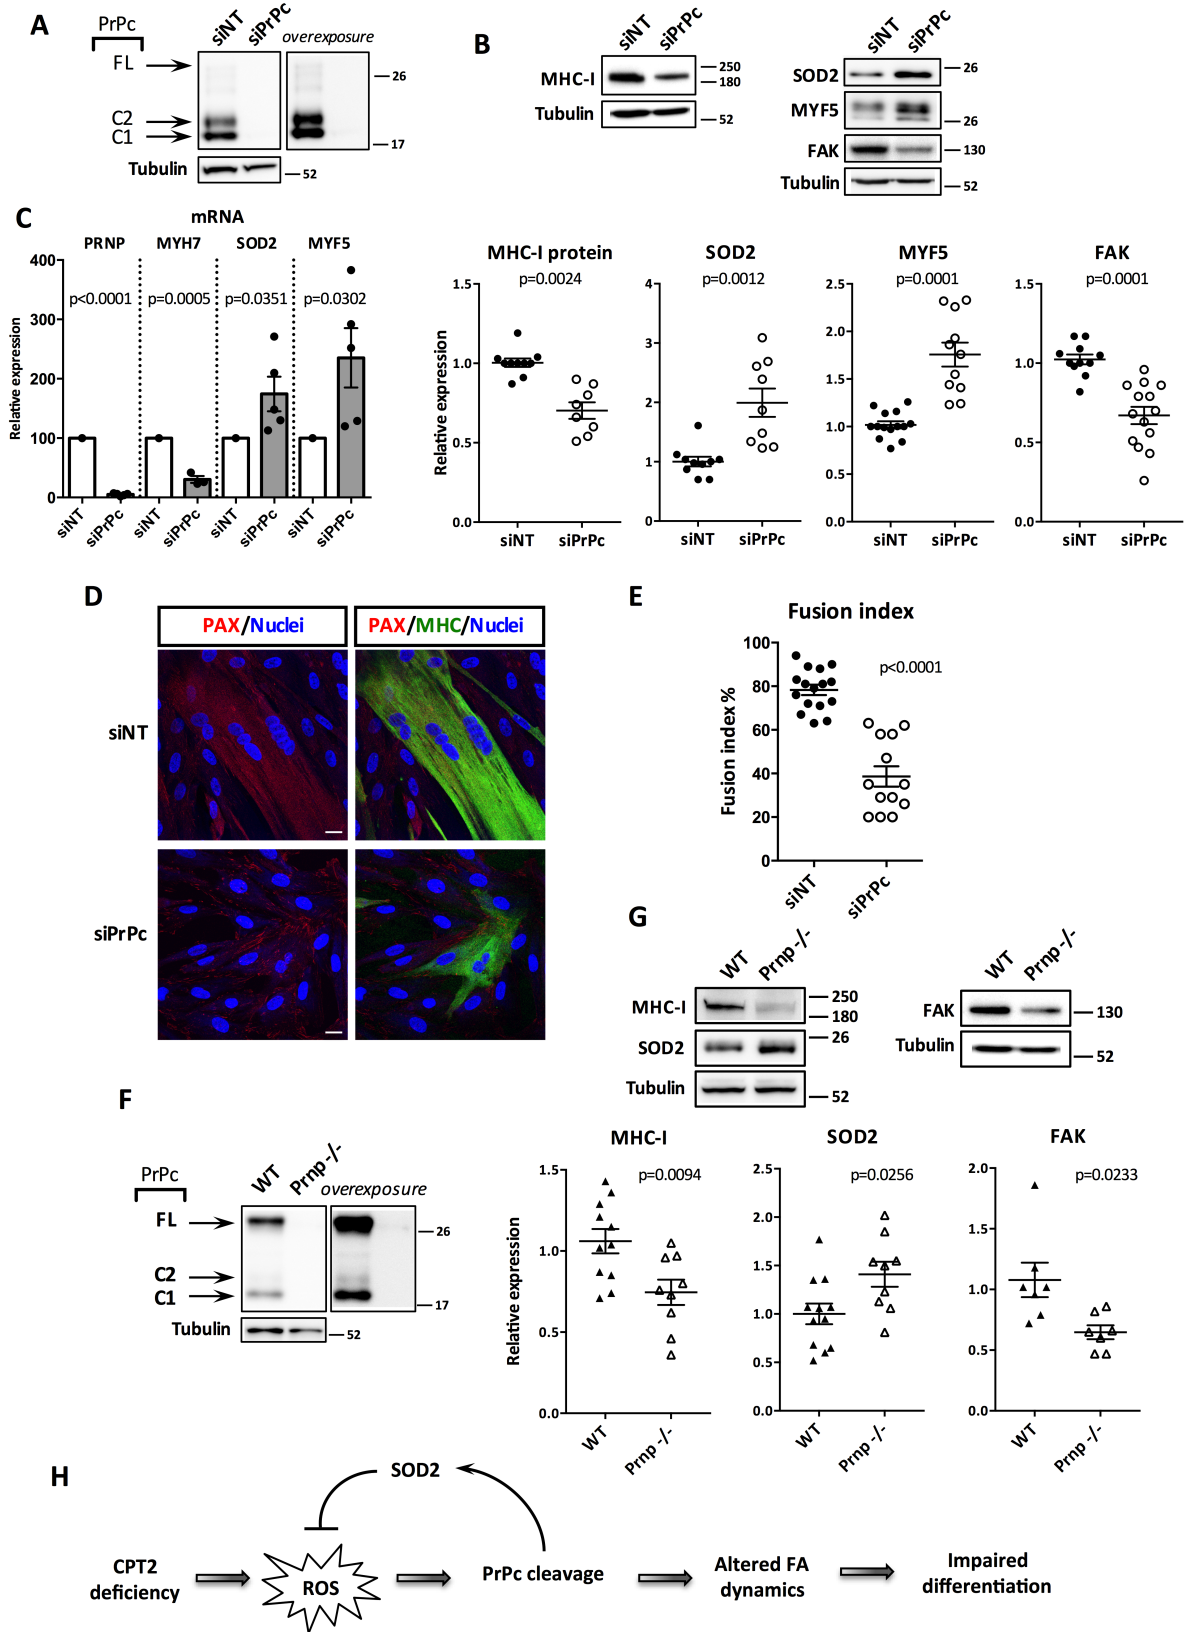 A
PrPc
siNT
siPrPc
overexposure
FL
C2
C1
26
17
Tubulin
52
B
siNT
siPrPc
MHC-I
250
180
Tubulin
52
siNT
siPrPc
SOD2
26
MYF5
26
FAK
130
Tubulin
52
C
mRNA
PRNP
MYH7
SOD2
MYF5
p<0.0001
p=0.0005
p=0.0351
p=0.0302
Relative expression
400
300
200
100
0
siNT
siPrPc
siNT
siPrPc
siNT
siPrPc
siNT
siPrPc
MHC-I protein
p=0.0024
Relative expression
1.5
1.0
0.5
0.0
siNT
siPrPc
SOD2
p=0.0012
4
3
2
1
0
siNT
siPrPc
MYF5
p=0.0001
2.5
2.0
1.5
1.0
0.5
0.0
siNT
siPrPc
FAK
p=0.0001
1.5
1.0
0.5
0.0
siNT
siPrPc
D
PAX/Nuclei
PAX/MHC/Nuclei
siNT
siPrPc
E
Fusion index
p<0.0001
Fusion index %
100
80
60
40
20
0
siNT
siPrPc
F
PrPc
WT
Prnp-/-
overexposure
FL
C2
C1
26
17
Tubulin
52
G
WT
Prnp-/-
MHC-I
250
180
SOD2
26
Tubulin
52
WT
Prnp-/-
FAK
130
Tubulin
52
MHC-I
p=0.0094
Relative expression
1.5
1.0
0.5
0.0
WT
Prnp-/-
SOD2
p=0.0256
2.5
2.0
1.5
1.0
0.5
0.0
WT
Prnp-/-
FAK
p=0.0233
2.0
1.5
1.0
0.5
0.0
WT
Prnp-/-
H
SOD2
CPT2
deficiency
ROS
PrPc cleavage
Altered FA
dynamics
Impaired
differentiation